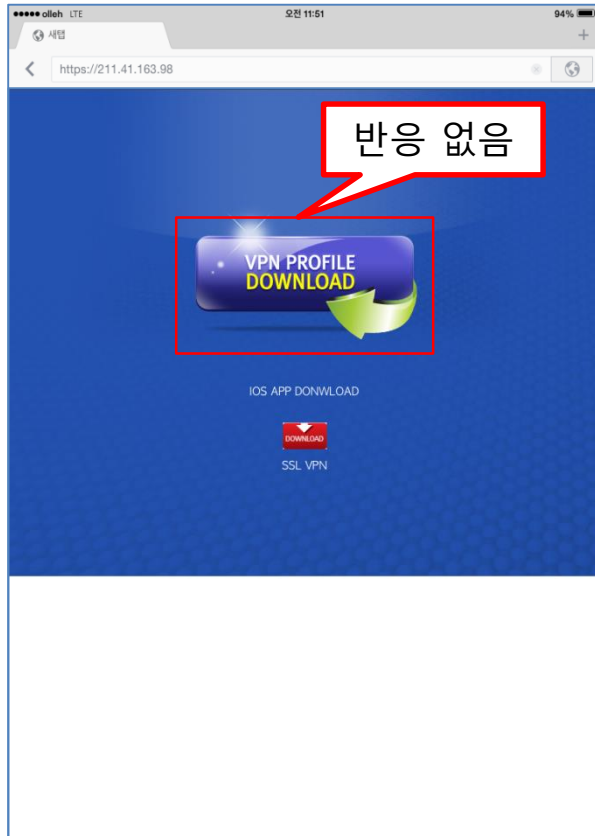 olleh LTE 오전 11:51 94%
새탭
https://211.41.163.98
반응 없음
VPN PROFILE
DOWNLOAD
IOS APP DONWLOAD
DOWNLOAD
SSL VPN